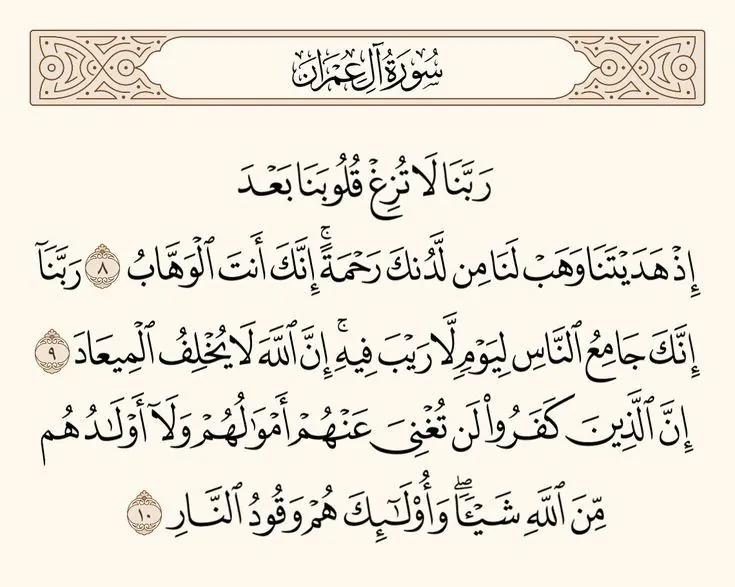 سُورَةُ آلِ عِمْرَان
رَبَّنَا لَا تُزِغْ قُلُوبَنَا بَعْدَ
إِذْ هَدَيْتَنَا وَهَبْ لَنَا مِن لَّدُنكَ رَحْمَةً ۚ إِنَّكَ أَنتَ ٱلْوَهَّابُ ٨ رَبَّنَآ
إِنَّكَ جَامِعُ ٱلنَّاسِ لِيَوْمٍ لَّا رَيْبَ فِيهِ ۚ إِنَّ ٱللَّهَ لَا يُخْلِفُ ٱلْمِيعَادَ ٩
إِنَّ ٱلَّذِينَ كَفَرُوا۟ لَن تُغْنِىَ عَنْهُمْ أَمْوَٰلُهُمْ وَلَآ أَوْلَـٰدُهُم
مِّنَ ٱللَّهِ شَيْـًٔا ۖ وَأُو۟لَـٰٓئِكَ هُمْ وَقُودُ ٱلنَّارِ ١٠